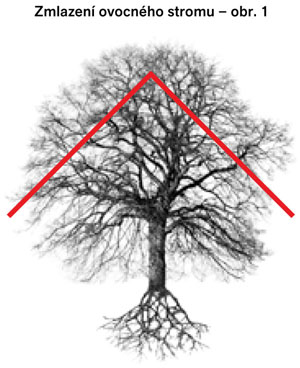 Zmlazení ovocného stromu – obr. 1